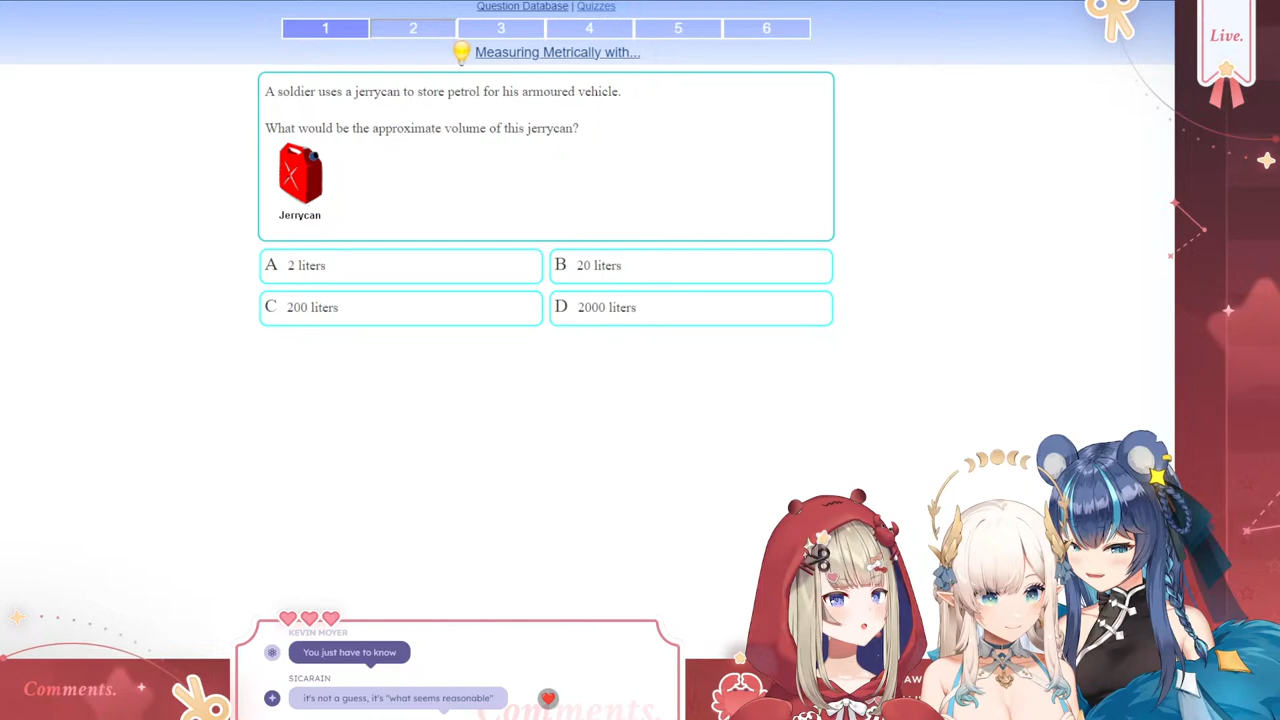 Question Database | Quizzes
1 2 3 4 5 6
Measuring Metrically with...
A soldier uses a jerrycan to store petrol for his armoured vehicle.
What would be the approximate volume of this jerrycan?
Jerrycan
A 2 liters
B 20 liters
C 200 liters
D 2000 liters
Live.
KEVIN MOYER
You just have to know
SICARAIN
it's not a guess, it's "what seems reasonable"
Comments.
Comments.
AW